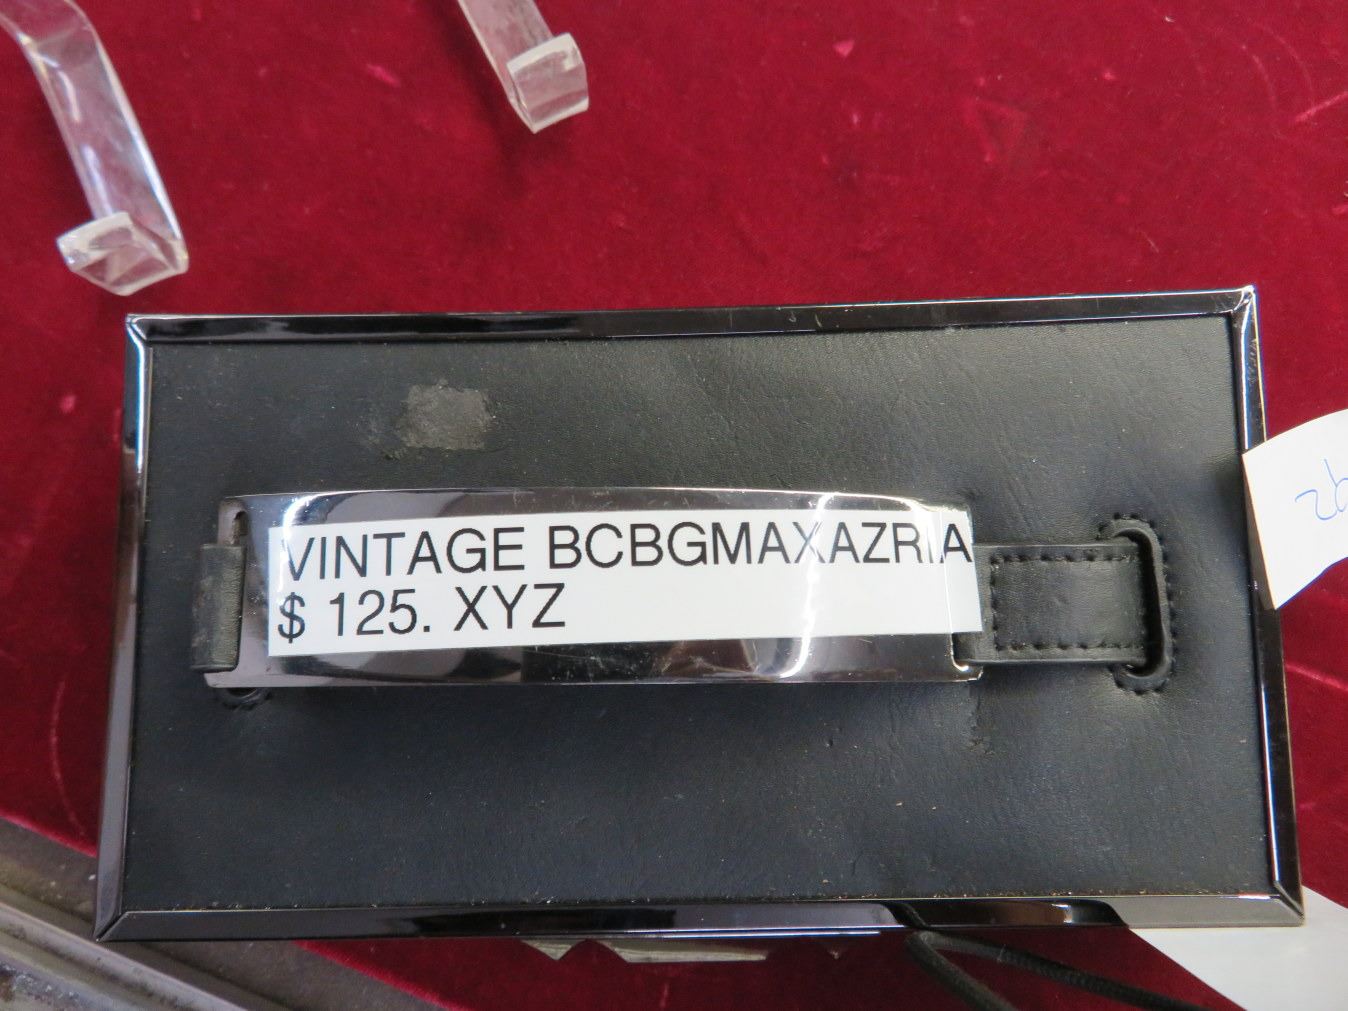 VINTAGE BCBGMAXAZRIA
$ 125. XYZ